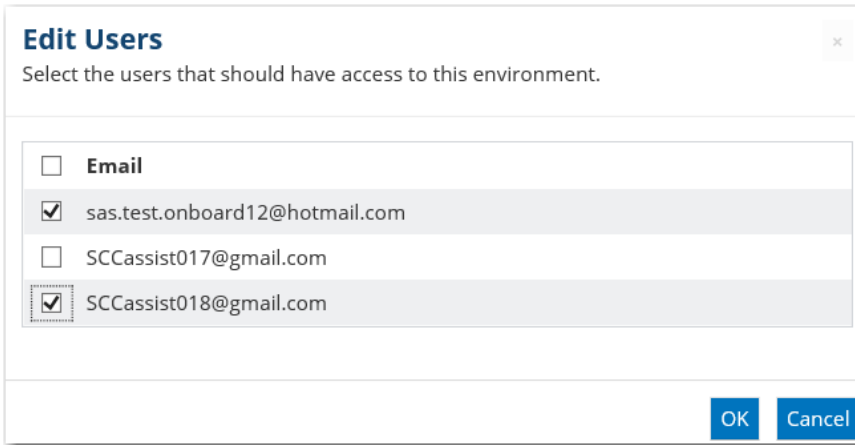 Edit Users
Select the users that should have access to this environment.
Email
sas.test.onboard12@hotmail.com
SCCassist017@gmail.com
SCCassist018@gmail.com
OK Cancel